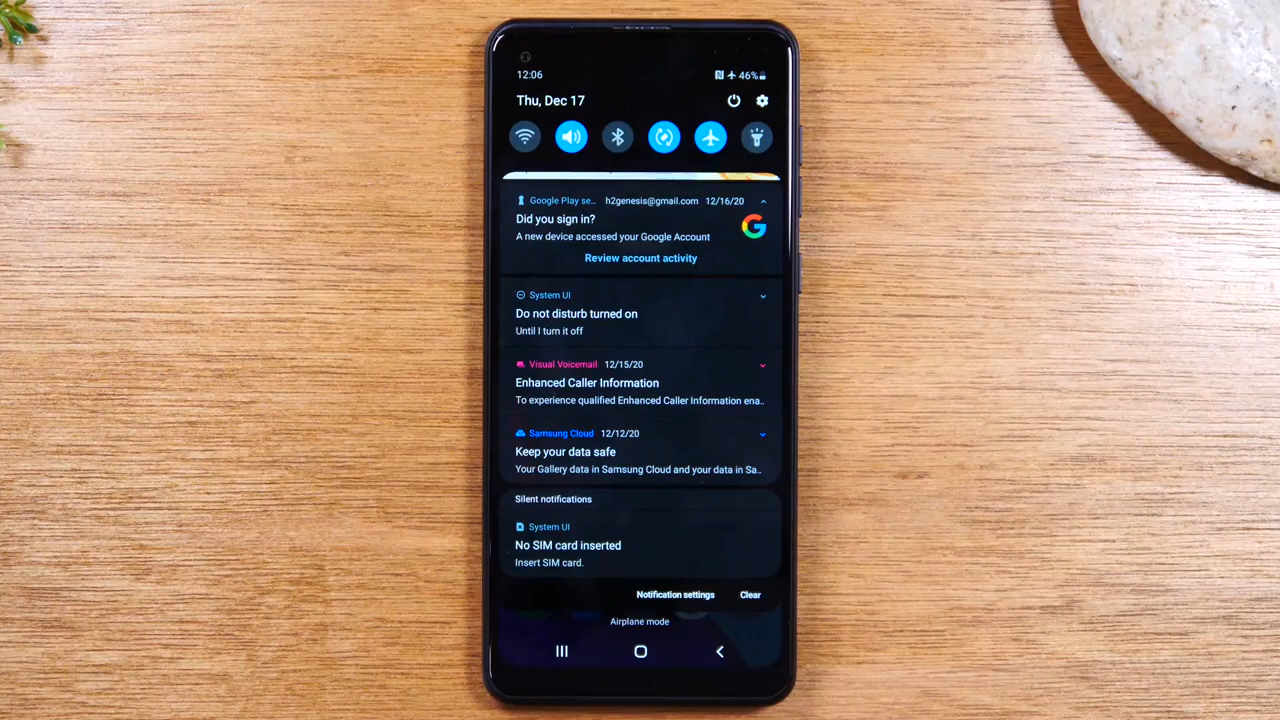 12:06 46%
Thu, Dec 17
Google Play se... h2genesis@gmail.com 12/16/20
Did you sign in?
A new device accessed your Google Account
Review account activity
System UI
Do not disturb turned on
Until I turn it off
Visual Voicemail 12/15/20
Enhanced Caller Information
To experience qualified Enhanced Caller Information ena..
Samsung Cloud 12/12/20
Keep your data safe
Your Gallery data in Samsung Cloud and your data in Sa..
Silent notifications
System UI
No SIM card inserted
Insert SIM card.
Notification settings Clear
Airplane mode